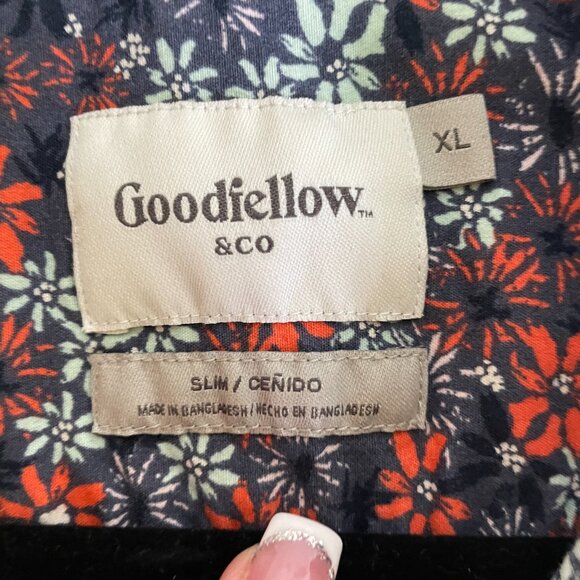 Goodfellow™
& CO
XL
SLIM / CEÑIDO
MADE IN BANGLADESH / HECHO EN BANGLADESH